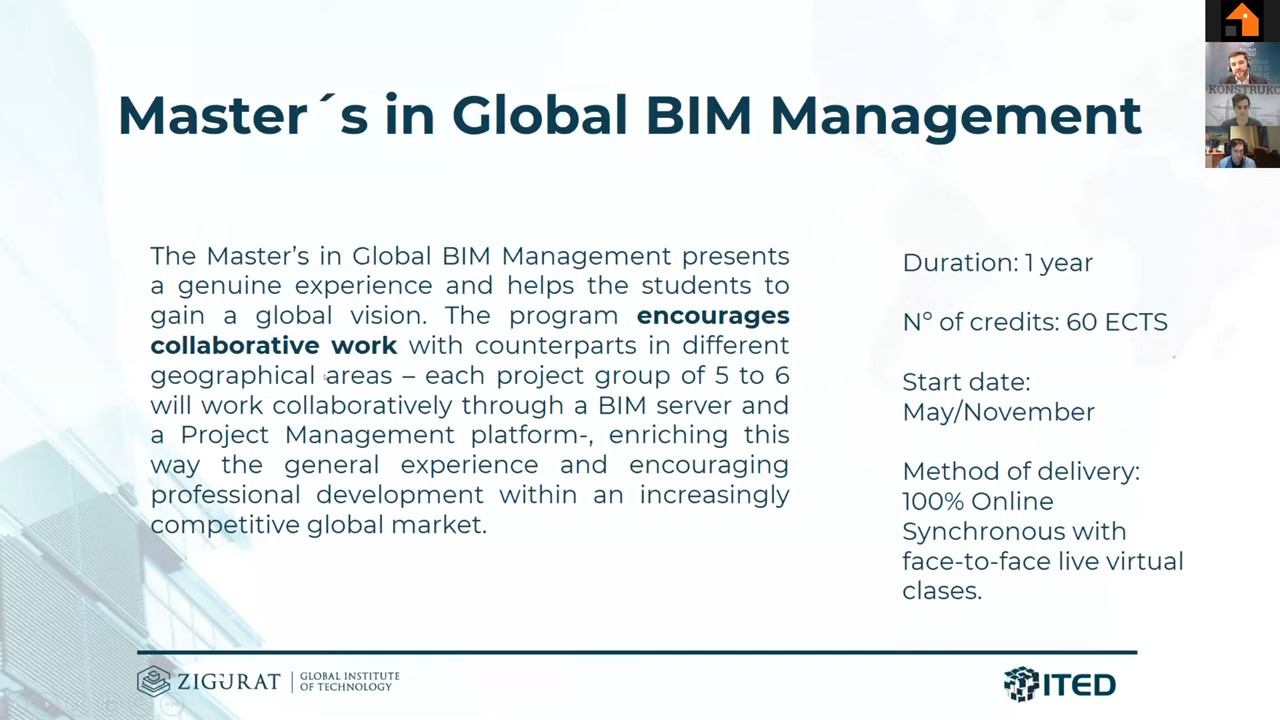 Master´s in Global BIM Management
The Master’s in Global BIM Management presents
a genuine experience and helps the students to
gain a global vision. The program encourages
collaborative work with counterparts in different
geographical areas – each project group of 5 to 6
will work collaboratively through a BIM server and
a Project Management platform-, enriching this
way the general experience and encouraging
professional development within an increasingly
competitive global market.
Duration: 1 year
Nº of credits: 60 ECTS
Start date:
May/November
Method of delivery:
100% Online
Synchronous with
face-to-face live virtual
clases.
ZIGURAT
GLOBAL INSTITUTE
OF TECHNOLOGY
ITED
KONSTRUKC